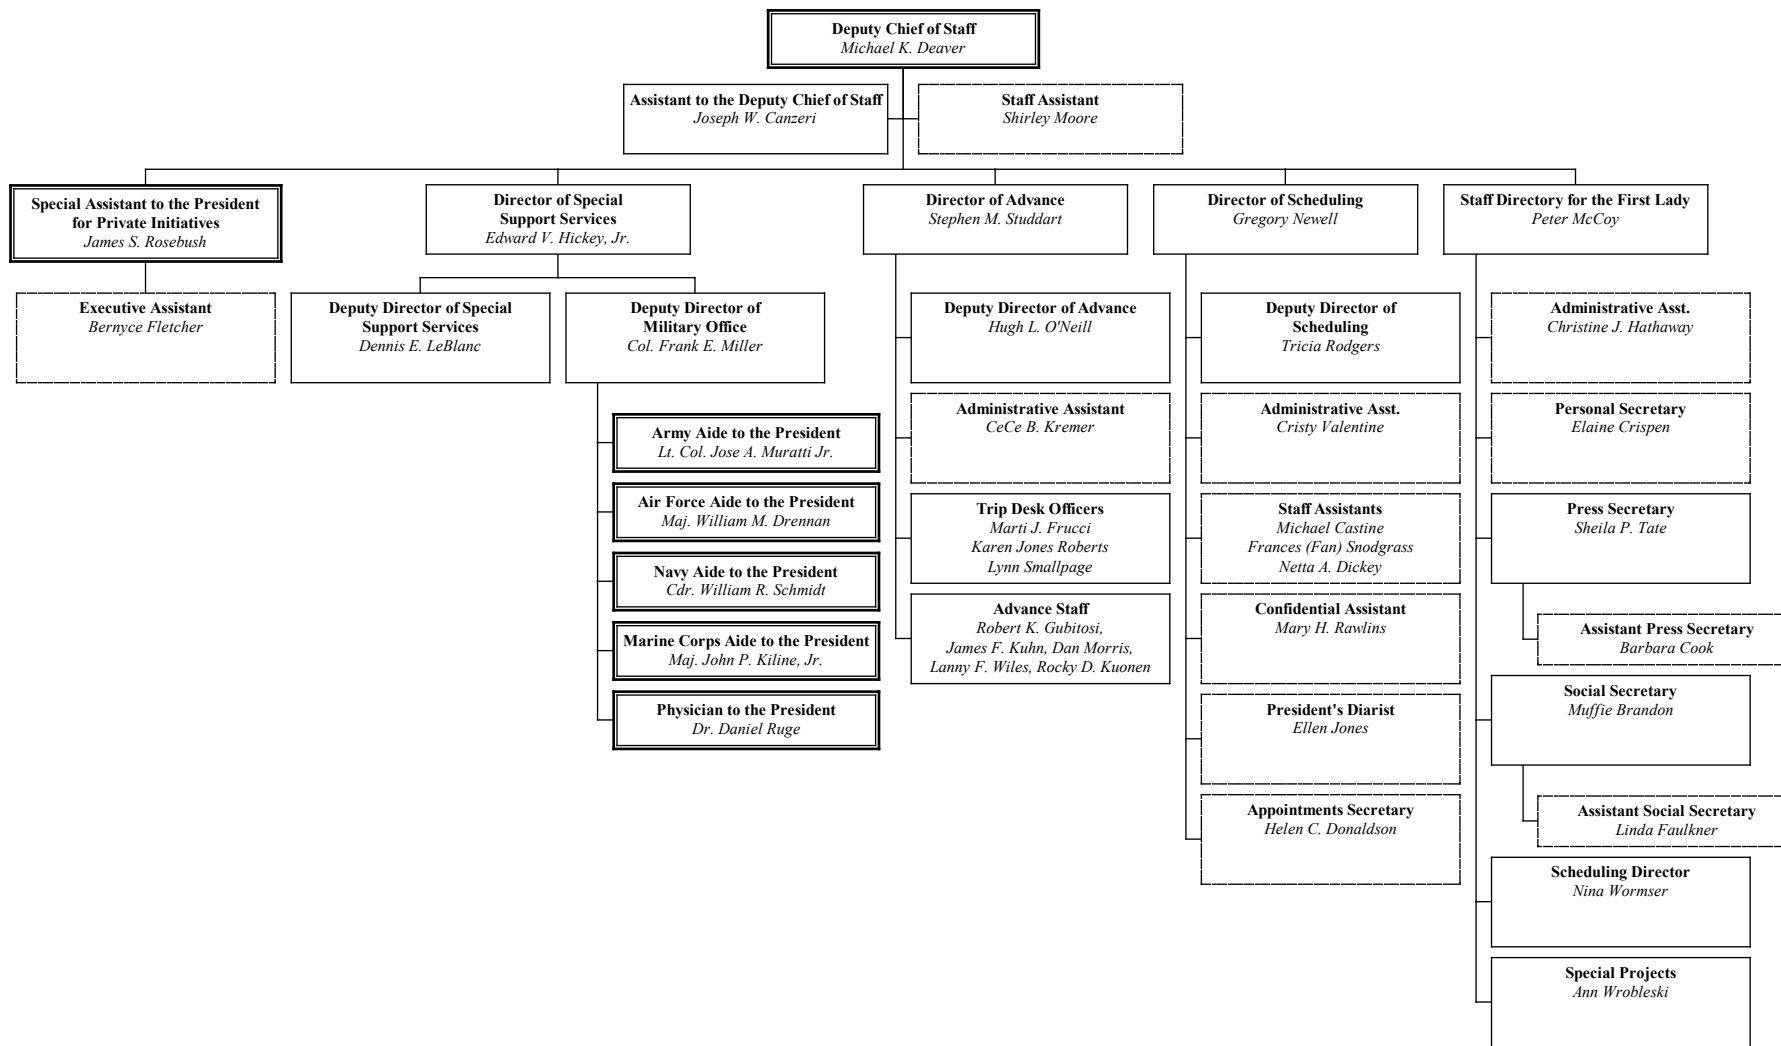 Deputy Chief of Staff
Michael K. Deaver
Assistant to the Deputy Chief of Staff
Joseph W. Canzeri
Staff Assistant
Shirley Moore
Special Assistant to the President
for Private Initiatives
James S. Rosebush
Director of Special
Support Services
Edward V. Hickey, Jr.
Director of Advance
Stephen M. Studdart
Director of Scheduling
Gregory Newell
Staff Directory for the First Lady
Peter McCoy
Executive Assistant
Bernyce Fletcher
Deputy Director of Special
Support Services
Dennis E. LeBlanc
Deputy Director of
Military Office
Col. Frank E. Miller
Army Aide to the President
Lt. Col. Jose A. Muratti Jr.
Air Force Aide to the President
Maj. William M. Drennan
Navy Aide to the President
Cdr. William R. Schmidt
Marine Corps Aide to the President
Maj. John P. Kiline, Jr.
Physician to the President
Dr. Daniel Ruge
Deputy Director of Advance
Hugh L. O'Neill
Administrative Assistant
CeCe B. Kremer
Trip Desk Officers
Marti J. Frucci
Karen Jones Roberts
Lynn Smallpage
Advance Staff
Robert K. Gubitosi,
James F. Kuhn, Dan Morris,
Lanny F. Wiles, Rocky D. Kuonen
Deputy Director of
Scheduling
Tricia Rodgers
Administrative Asst.
Cristy Valentine
Staff Assistants
Michael Castine
Frances (Fan) Snodgrass
Netta A. Dickey
Confidential Assistant
Mary H. Rawlins
President's Diarist
Ellen Jones
Appointments Secretary
Helen C. Donaldson
Administrative Asst.
Christine J. Hathaway
Personal Secretary
Elaine Crispen
Press Secretary
Sheila P. Tate
Assistant Press Secretary
Barbara Cook
Social Secretary
Muffie Brandon
Assistant Social Secretary
Linda Faulkner
Scheduling Director
Nina Wormser
Special Projects
Ann Wrobleski